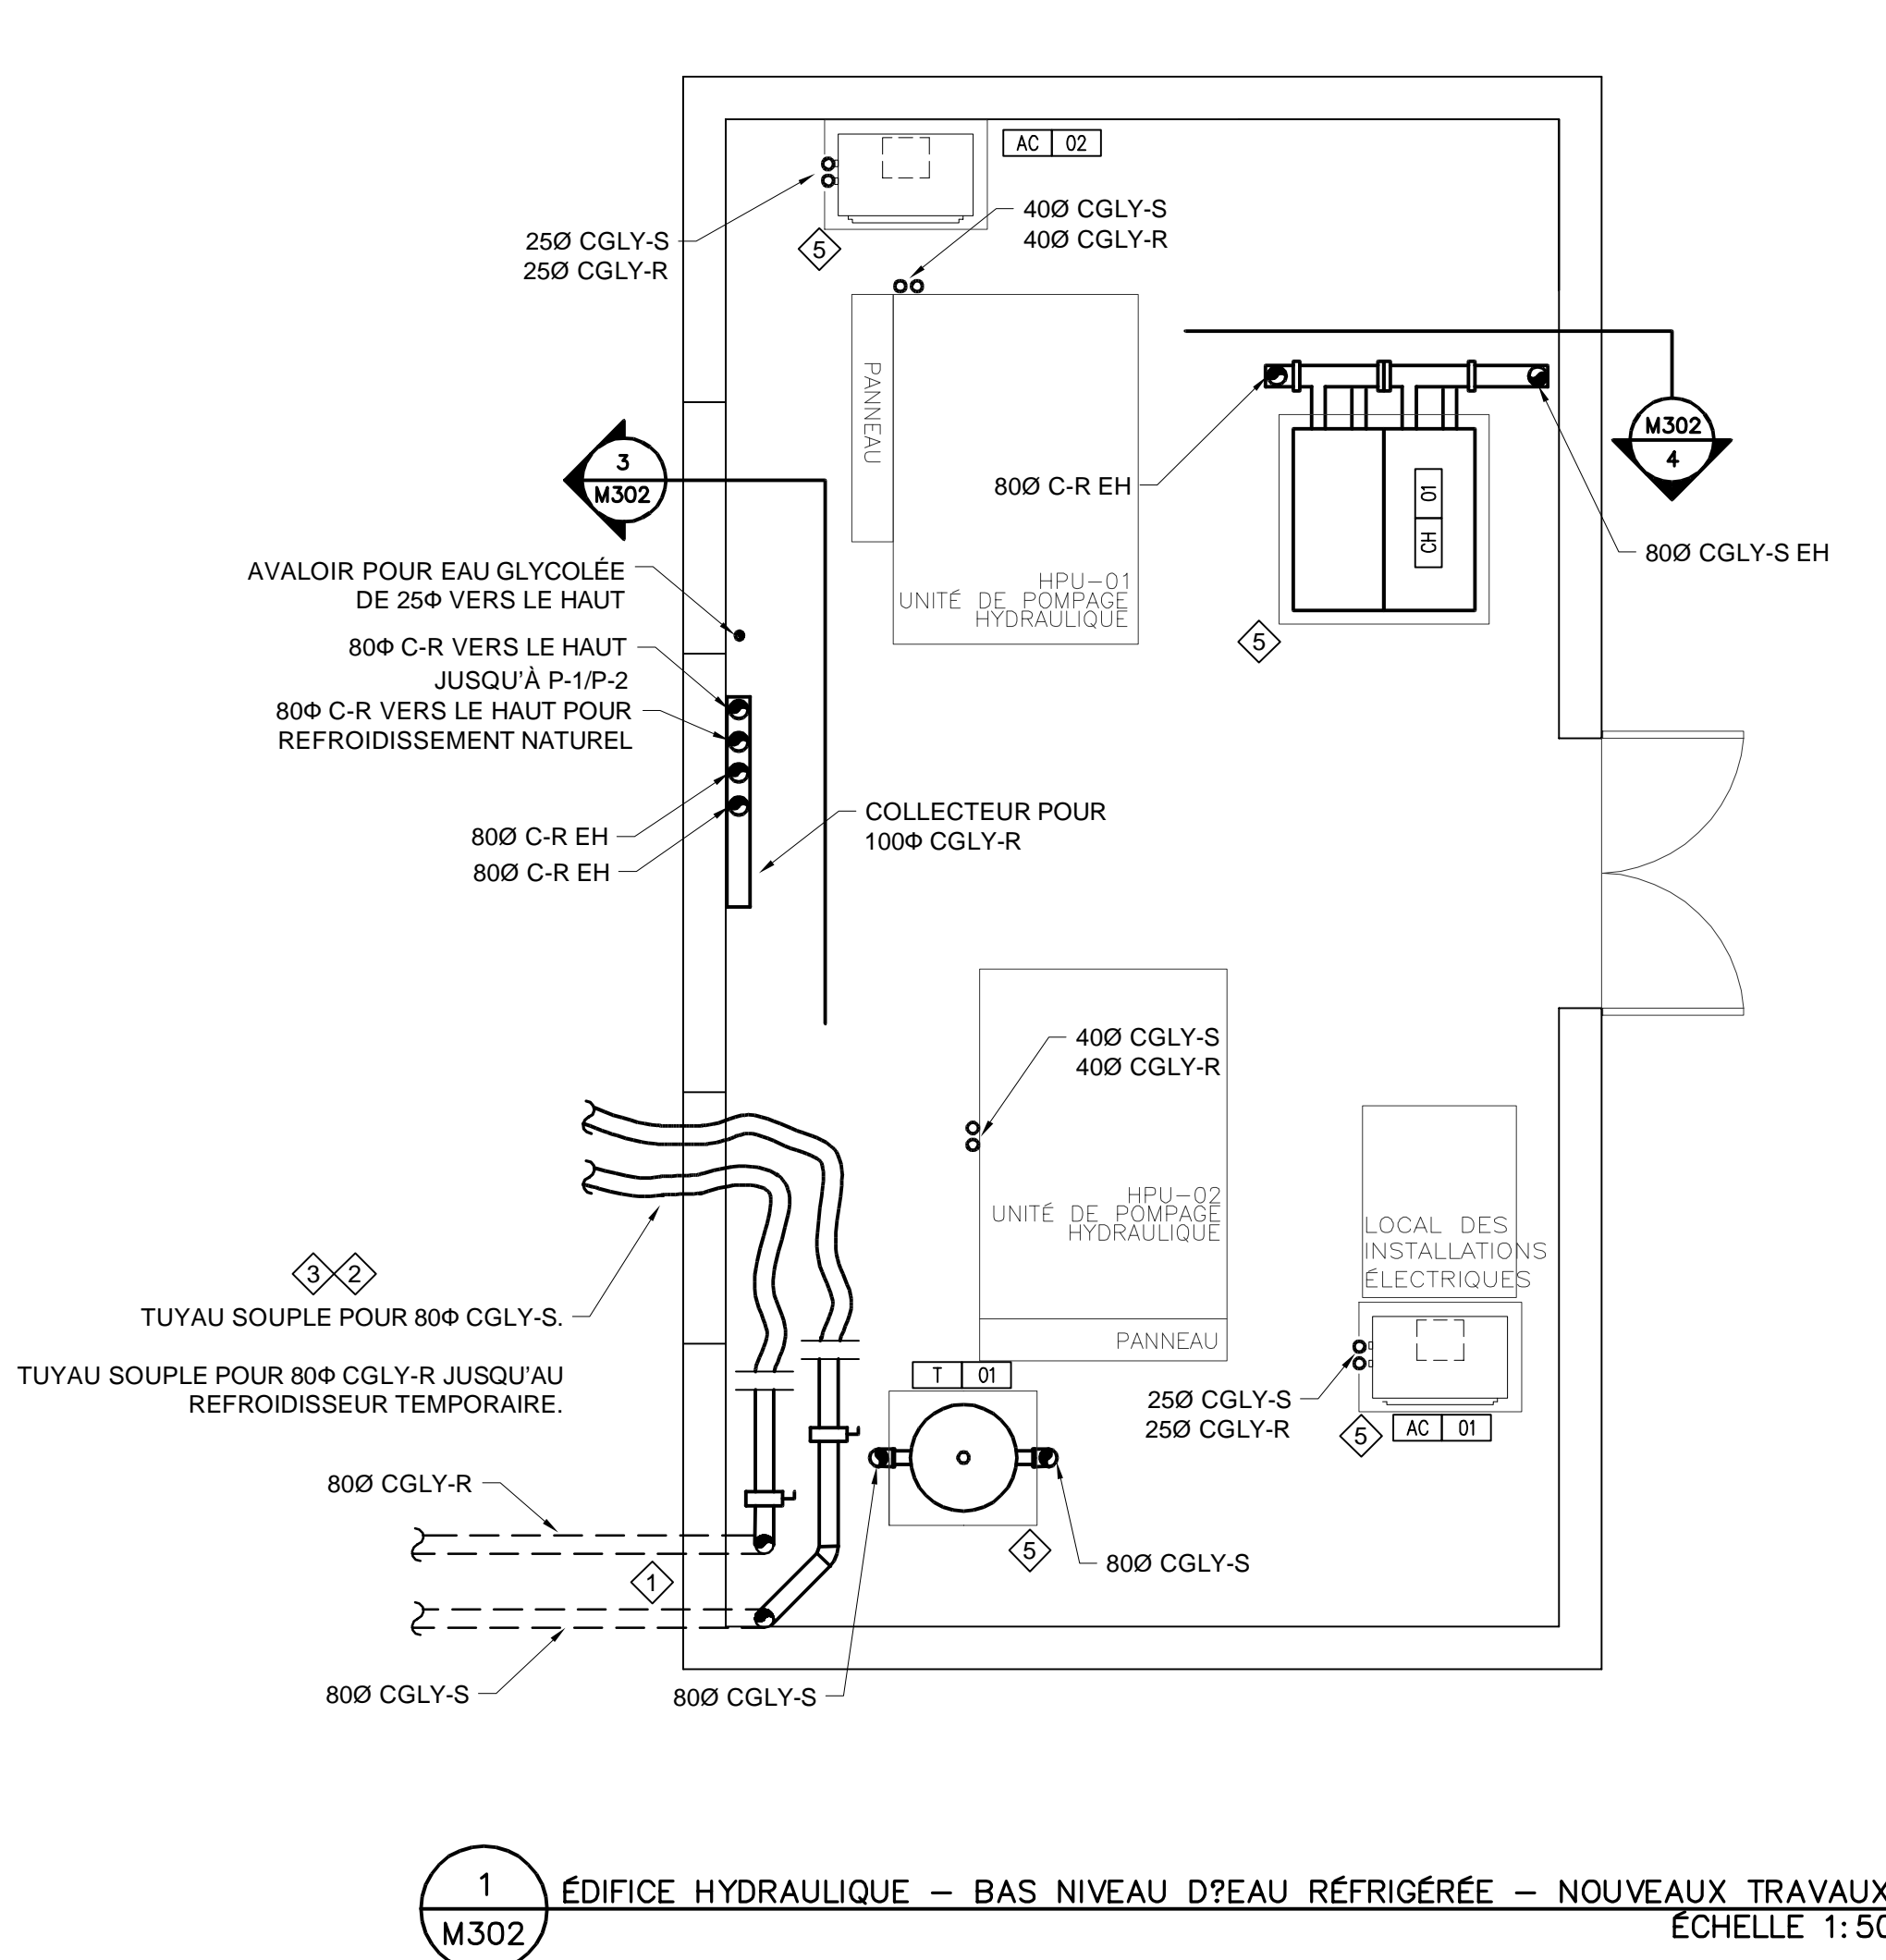 AC 02
40Ø CGLY-S
40Ø CGLY-R
25Ø CGLY-S
25Ø CGLY-R
5
PANNEAU
HPU-01
UNITÉ DE POMPAGE
HYDRAULIQUE
80Ø C-R EH
CH 01
5
M302
4
80Ø CGLY-S EH
3
M302
AVALOIR POUR EAU GLYCOLÉE
DE 25Φ VERS LE HAUT
80Φ C-R VERS LE HAUT
JUSQU'À P-1/P-2
80Φ C-R VERS LE HAUT POUR
REFROIDISSEMENT NATUREL
80Ø C-R EH
80Ø C-R EH
COLLECTEUR POUR
100Φ CGLY-R
40Ø CGLY-S
40Ø CGLY-R
HPU-02
UNITÉ DE POMPAGE
HYDRAULIQUE
PANNEAU
LOCAL DES
INSTALLATIONS
ÉLECTRIQUES
3 2
TUYAU SOUPLE POUR 80Φ CGLY-S.
TUYAU SOUPLE POUR 80Φ CGLY-R JUSQU'AU
REFROIDISSEUR TEMPORAIRE.
T 01
25Ø CGLY-S
25Ø CGLY-R
5
AC 01
80Ø CGLY-R
5
80Ø CGLY-S
1
80Ø CGLY-S
80Ø CGLY-S
1
M302
ÉDIFICE HYDRAULIQUE – BAS NIVEAU D?EAU RÉFRIGÉRÉE – NOUVEAUX TRAVAUX
ÉCHELLE 1:50